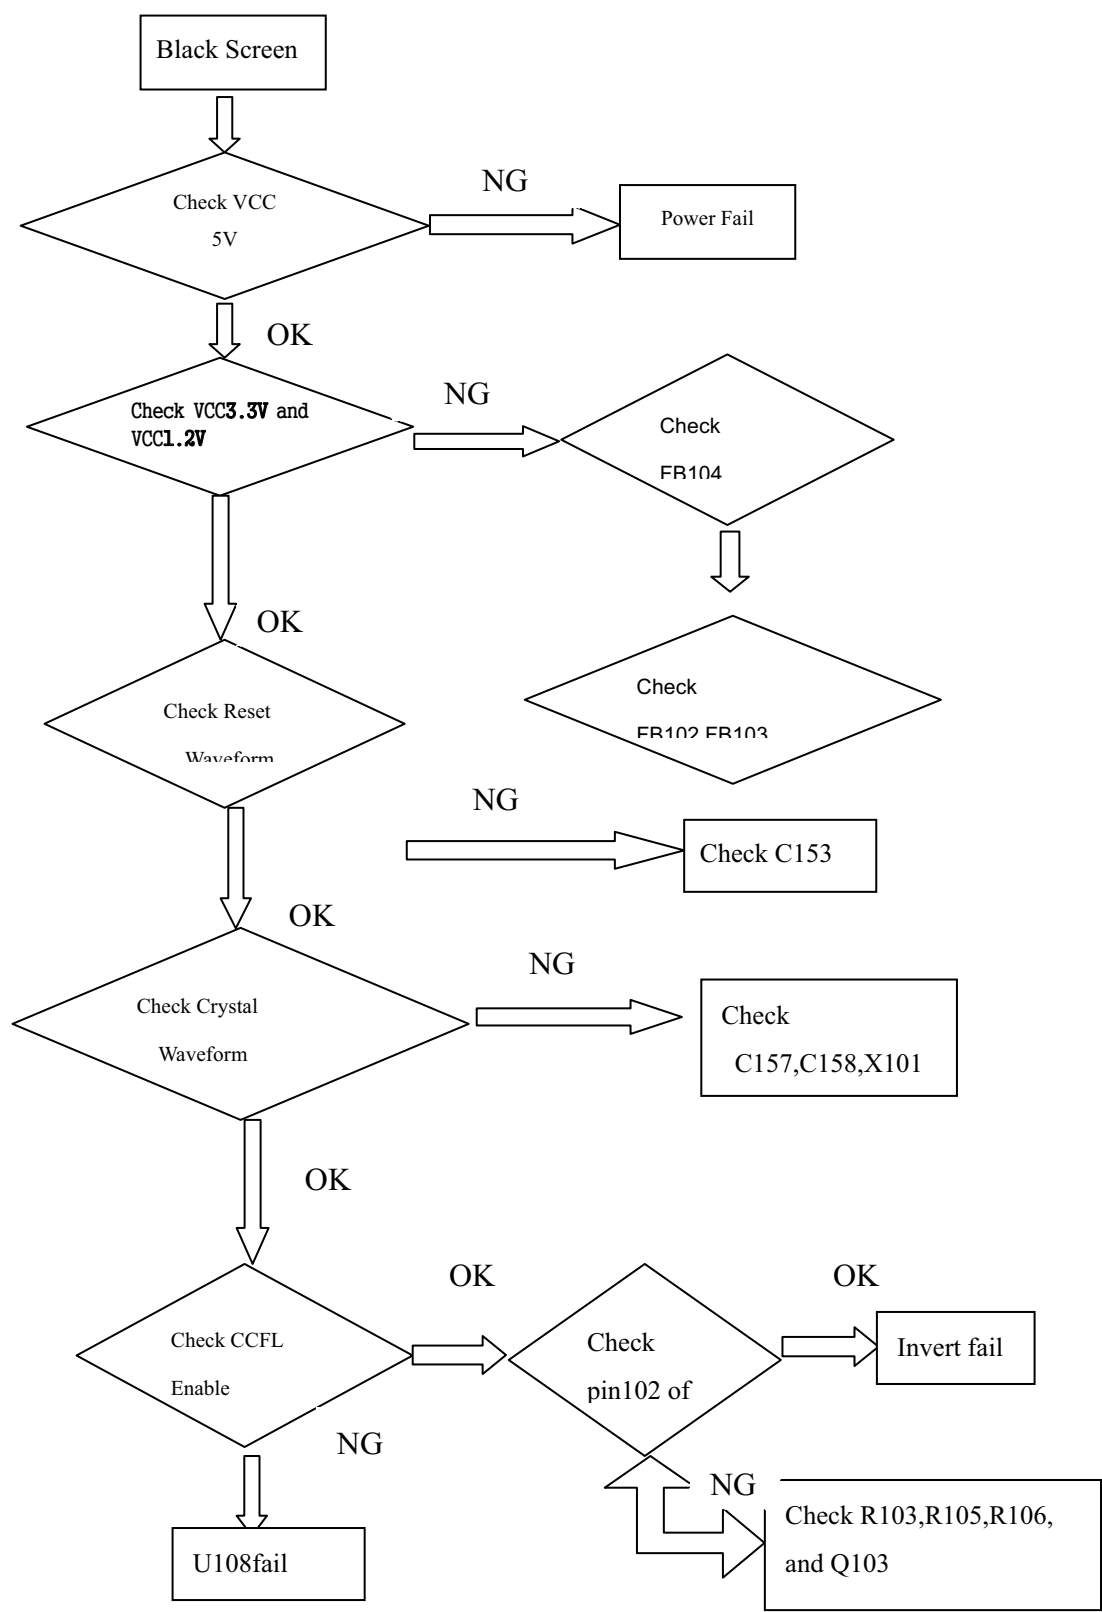 Black Screen
Check VCC
5V
NG
Power Fail
OK
Check VCC3.3V and
VCC1.2V
NG
Check
FB104
OK
Check
FB102,FB103
Check Reset
Waveform
NG
Check C153
OK
Check Crystal
Waveform
NG
Check
C157,C158,X101
OK
Check CCFL
Enable
OK
Check
pin102 of
OK
Invert fail
NG
U108fail
NG
Check R103,R105,R106,
and Q103